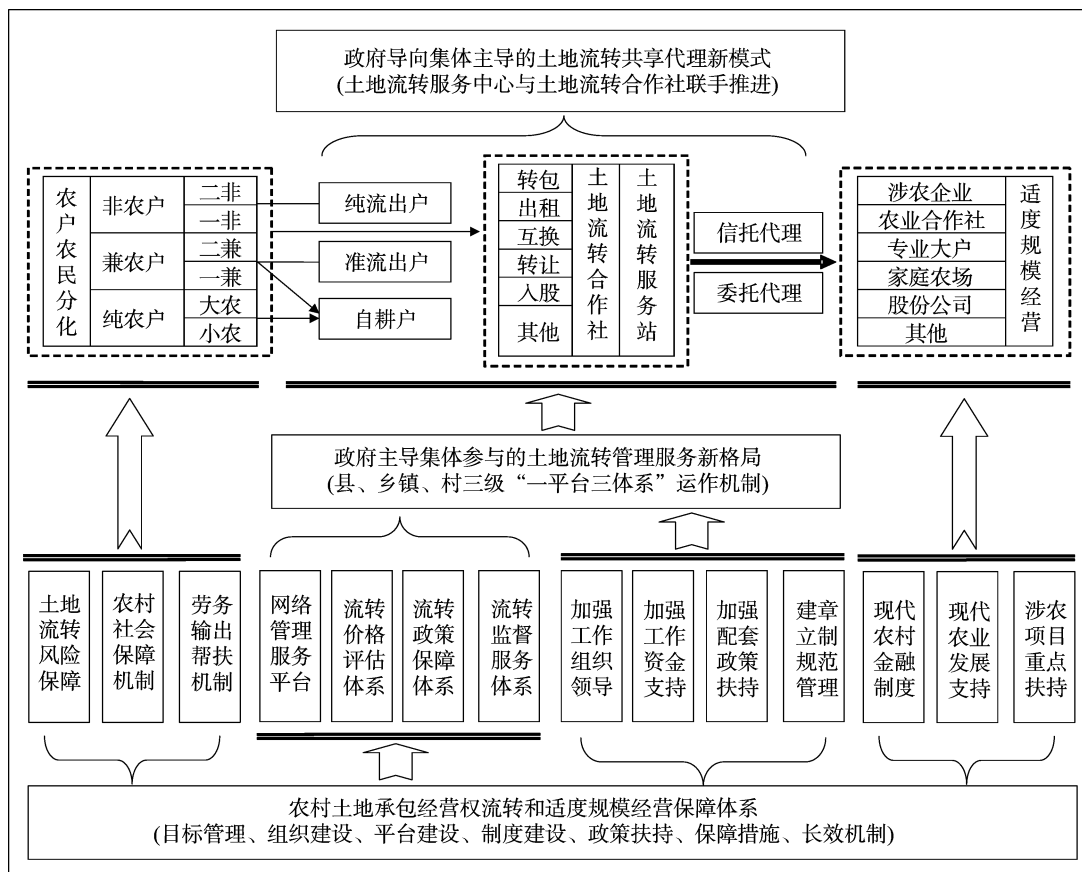 政府导向集体主导的土地流转共享代理新模式
(土地流转服务中心与土地流转合作社联手推进)
农户农民分化
非农户
二非
一非
兼农户
二兼
一兼
纯农户
大农
小农
纯流出户
准流出户
自耕户
转包
出租
互换
转让
入股
其他
土地流转合作社
土地流转服务站
信托代理
委托代理
涉农企业
农业合作社
专业大户
家庭农场
股份公司
其他
适度规模经营
政府主导集体参与的土地流转管理服务新格局
(县、乡镇、村三级“一平台三体系”运作机制)
土地
流转
风险
保障
农村
社会
保障
机制
劳务
输出
帮扶
机制
网络
管理
服务
平台
流转
价格
评估
体系
流转
政策
保障
体系
流转
监督
服务
体系
加强
工作
组织
领导
加强
工作
资金
支持
加强
配套
政策
扶持
建章
立制
规范
管理
现代
农村
金融
制度
现代
农业
发展
支持
涉农
项目
重点
扶持
农村土地承包经营权流转和适度规模经营保障体系
(目标管理、组织建设、平台建设、制度建设、政策扶持、保障措施、长效机制)